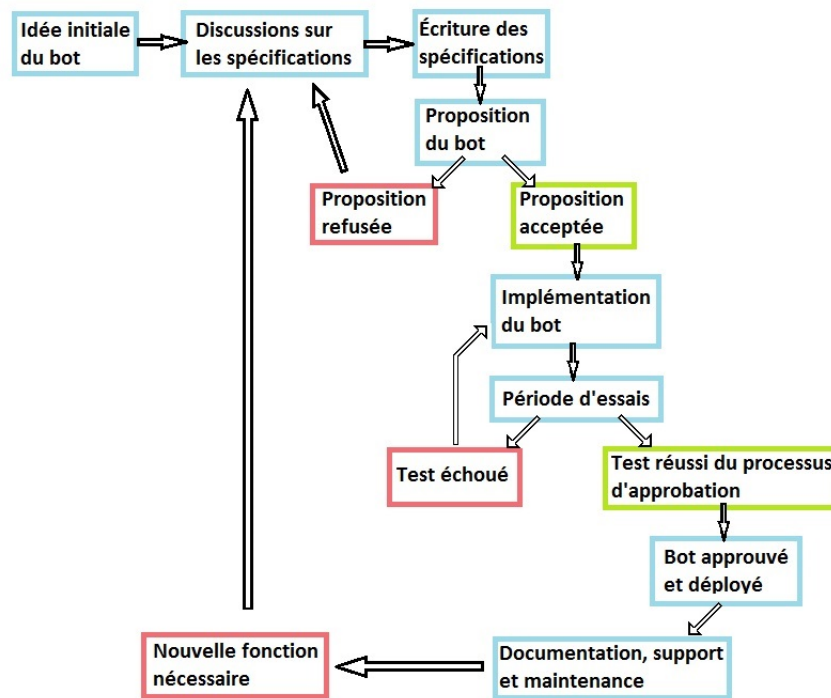 Idée initiale
du bot
Discussions sur
les spécifications
Écriture des
spécifications
Proposition
du bot
Proposition
refusée
Proposition
acceptée
Implémentation
du bot
Période d'essais
Test échoué
Test réussi du processus
d'approbation
Bot approuvé
et déployé
Documentation, support
et maintenance
Nouvelle fonction
nécessaire